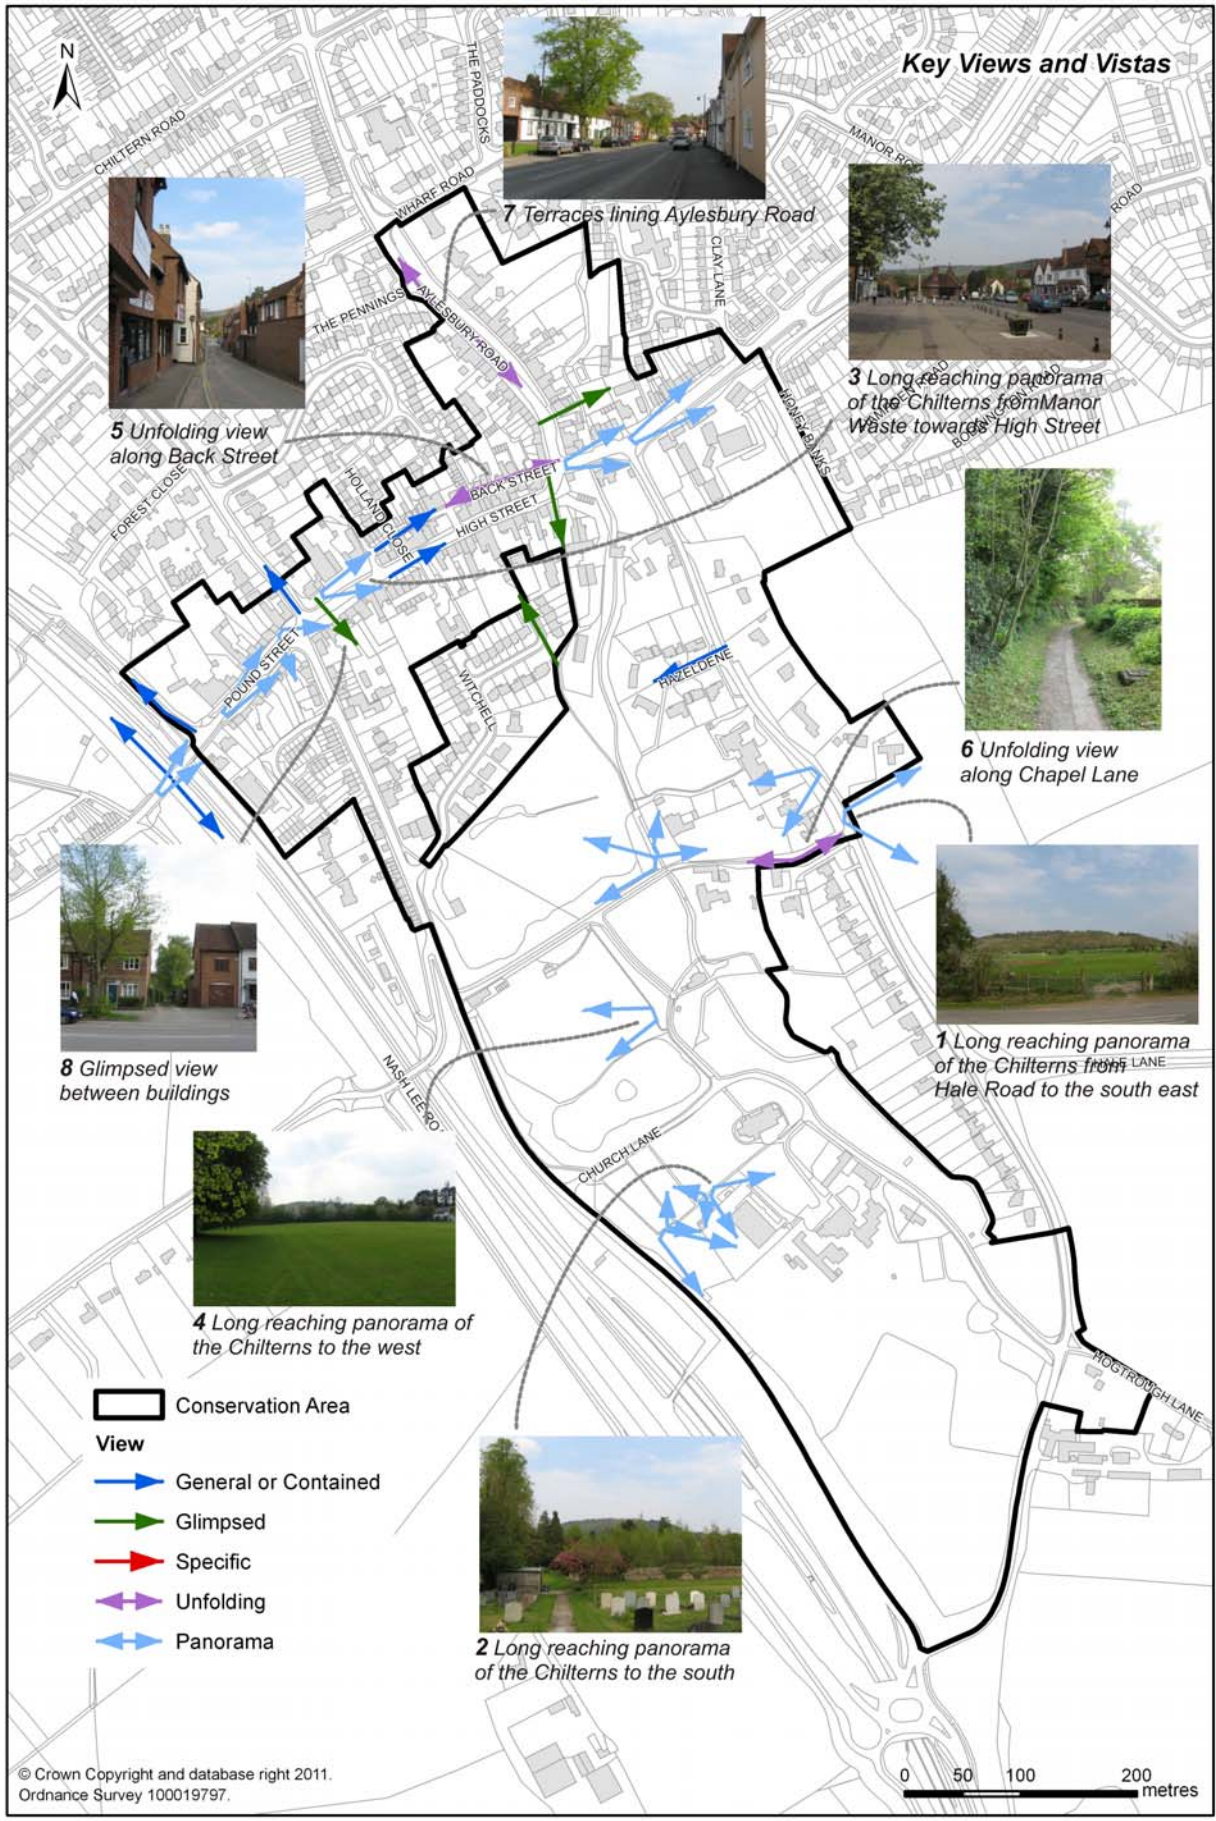 N
Key Views and Vistas
THE PADDOCKS
CHILTERN ROAD
MANOR RO
ROAD
WHARF ROAD
7 Terraces lining Aylesbury Road
CLAY LANE
THE PENNINGS
AYLESBURY ROAD
3 Long reaching panorama
of the Chilterns fromManor
Waste towards High Street
HONEY BANKS
5 Unfolding view
along Back Street
FOREST CLOSE
HOLLAND CLOSE
BACK STREET
HIGH STREET
POUND STREET
WITCHELL
HAZELDENE
6 Unfolding view
along Chapel Lane
8 Glimpsed view
between buildings
1 Long reaching panorama
of the Chilterns from
Hale Road to the south east
LANE
NASH LEE RO
CHURCH LANE
4 Long reaching panorama of
the Chilterns to the west
HOGTROUGH LANE
Conservation Area
View
General or Contained
Glimpsed
Specific
Unfolding
Panorama
2 Long reaching panorama
of the Chilterns to the south
© Crown Copyright and database right 2011.
Ordnance Survey 100019797.
0 50 100 200
metres